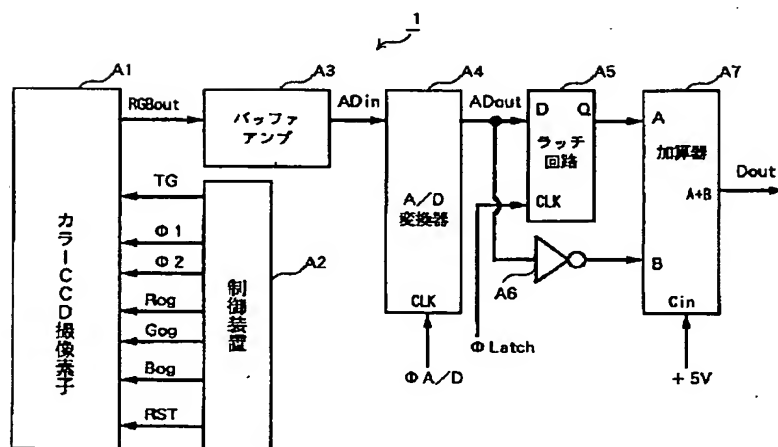 1
A1
A3
A4
A5
A7
RGBout
バッファ
アンプ
ADin
ADout
D Q
ラッチ
回路
CLK
A
加算器
A+B
Dout
B
Cin
+5V
A/D
変換器
CLK
ΦA/D
ΦLatch
A6
A2
TG
Φ1
Φ2
Rog
Gog
Bog
RST
制御装置
カラーCCD撮像素子